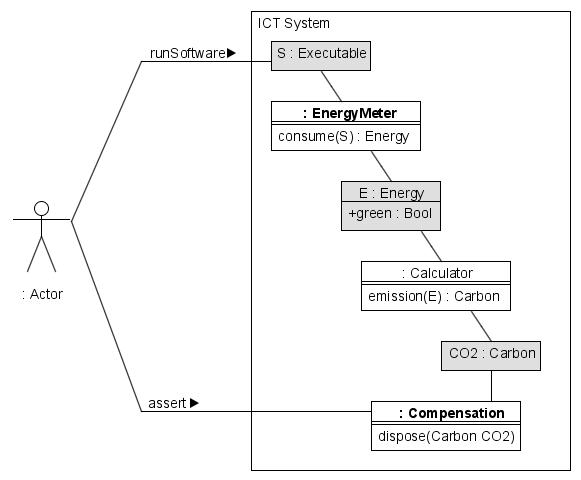 ICT System
runSoftware▶
S : Executable
: EnergyMeter
consume(S) : Energy
E : Energy
+green : Bool
: Calculator
emission(E) : Carbon
: Actor
CO2 : Carbon
assert ▶
: Compensation
dispose(Carbon CO2)